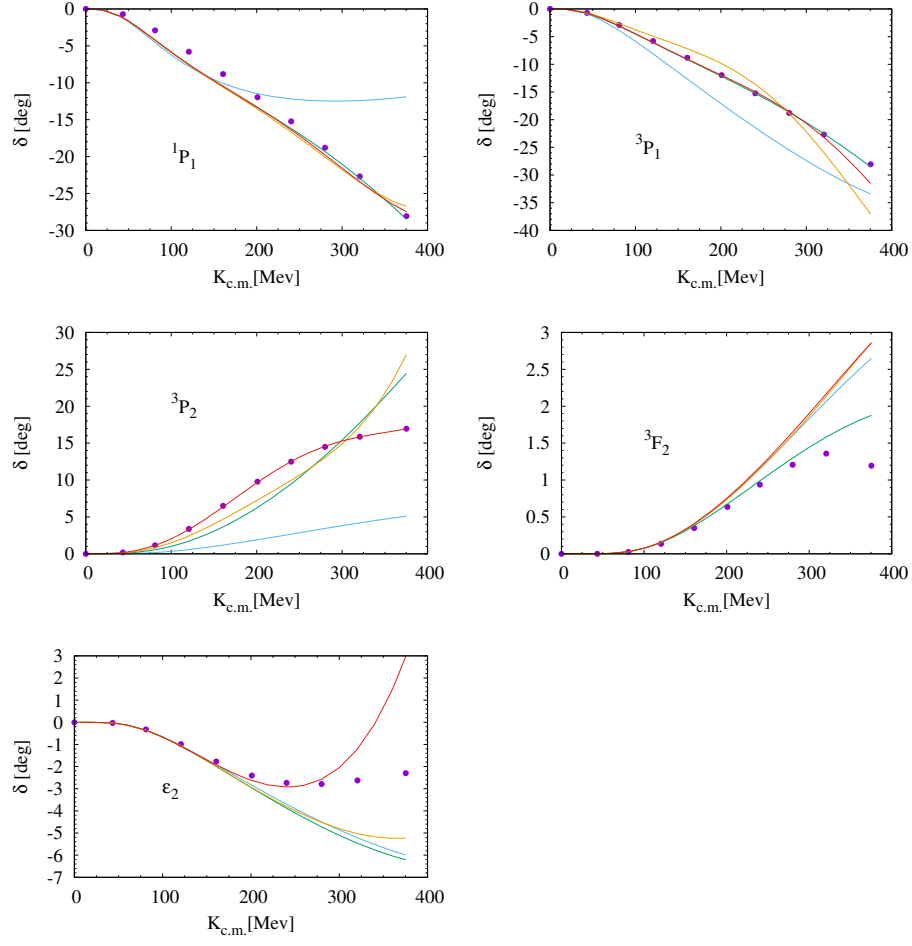 0
-5
-10
-15
-20
-25
-30
δ [deg]
¹P₁
0 100 200 300 400
K_c.m.[Mev]
0
-5
-10
-15
-20
-25
-30
-35
-40
δ [deg]
³P₁
0 100 200 300 400
K_c.m.[Mev]
30
25
20
15
10
5
0
δ [deg]
³P₂
0 100 200 300 400
K_c.m.[Mev]
3
2.5
2
1.5
1
0.5
0
δ [deg]
³F₂
0 100 200 300 400
K_c.m.[Mev]
3
2
1
0
-1
-2
-3
-4
-5
-6
-7
δ [deg]
ε₂
0 100 200 300 400
K_c.m.[Mev]